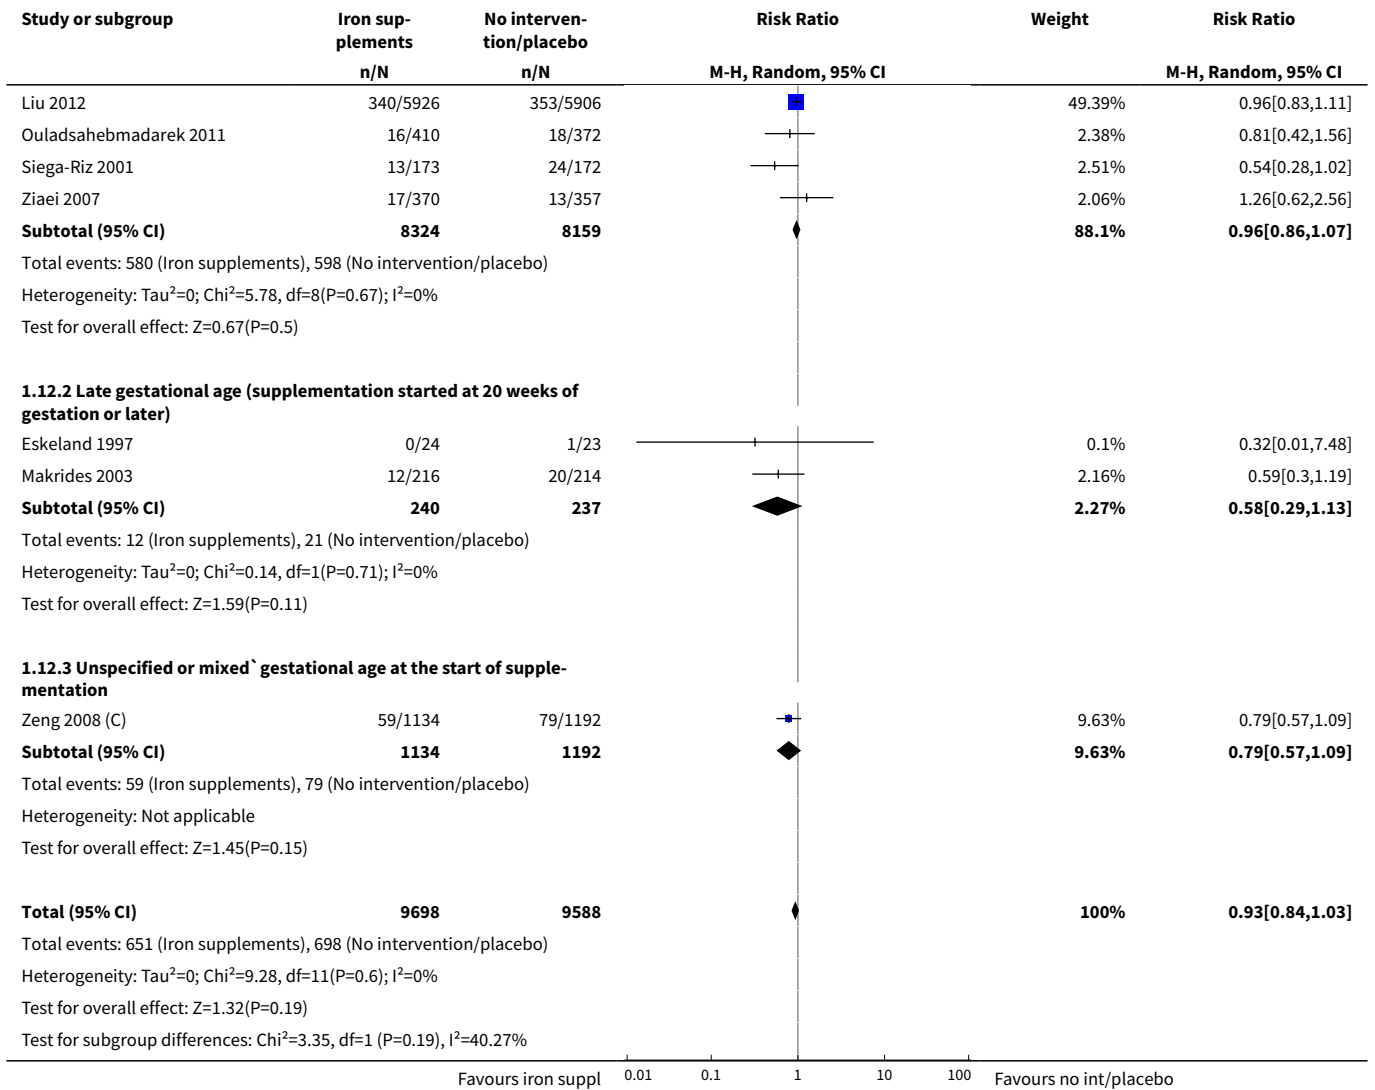 Study or subgroup Iron sup-
plements No interven-
tion/placebo Risk Ratio Weight Risk Ratio
n/N n/N M-H, Random, 95% CI M-H, Random, 95% CI
Liu 2012 340/5926 353/5906 49.39% 0.96[0.83,1.11]
Ouladsahebmadarek 2011 16/410 18/372 2.38% 0.81[0.42,1.56]
Siega-Riz 2001 13/173 24/172 2.51% 0.54[0.28,1.02]
Ziaei 2007 17/370 13/357 2.06% 1.26[0.62,2.56]
Subtotal (95% CI) 8324 8159 88.1% 0.96[0.86,1.07]
Total events: 580 (Iron supplements), 598 (No intervention/placebo)
Heterogeneity: Tau²=0; Chi²=5.78, df=8(P=0.67); I²=0%
Test for overall effect: Z=0.67(P=0.5)
1.12.2 Late gestational age (supplementation started at 20 weeks of
gestation or later)
Eskeland 1997 0/24 1/23 0.1% 0.32[0.01,7.48]
Makrides 2003 12/216 20/214 2.16% 0.59[0.3,1.19]
Subtotal (95% CI) 240 237 2.27% 0.58[0.29,1.13]
Total events: 12 (Iron supplements), 21 (No intervention/placebo)
Heterogeneity: Tau²=0; Chi²=0.14, df=1(P=0.71); I²=0%
Test for overall effect: Z=1.59(P=0.11)
1.12.3 Unspecified or mixed`gestational age at the start of supple-
mentation
Zeng 2008 (C) 59/1134 79/1192 9.63% 0.79[0.57,1.09]
Subtotal (95% CI) 1134 1192 9.63% 0.79[0.57,1.09]
Total events: 59 (Iron supplements), 79 (No intervention/placebo)
Heterogeneity: Not applicable
Test for overall effect: Z=1.45(P=0.15)
Total (95% CI) 9698 9588 100% 0.93[0.84,1.03]
Total events: 651 (Iron supplements), 698 (No intervention/placebo)
Heterogeneity: Tau²=0; Chi²=9.28, df=11(P=0.6); I²=0%
Test for overall effect: Z=1.32(P=0.19)
Test for subgroup differences: Chi²=3.35, df=1 (P=0.19), I²=40.27%
Favours iron suppl 0.01 0.1 1 10 100 Favours no int/placebo